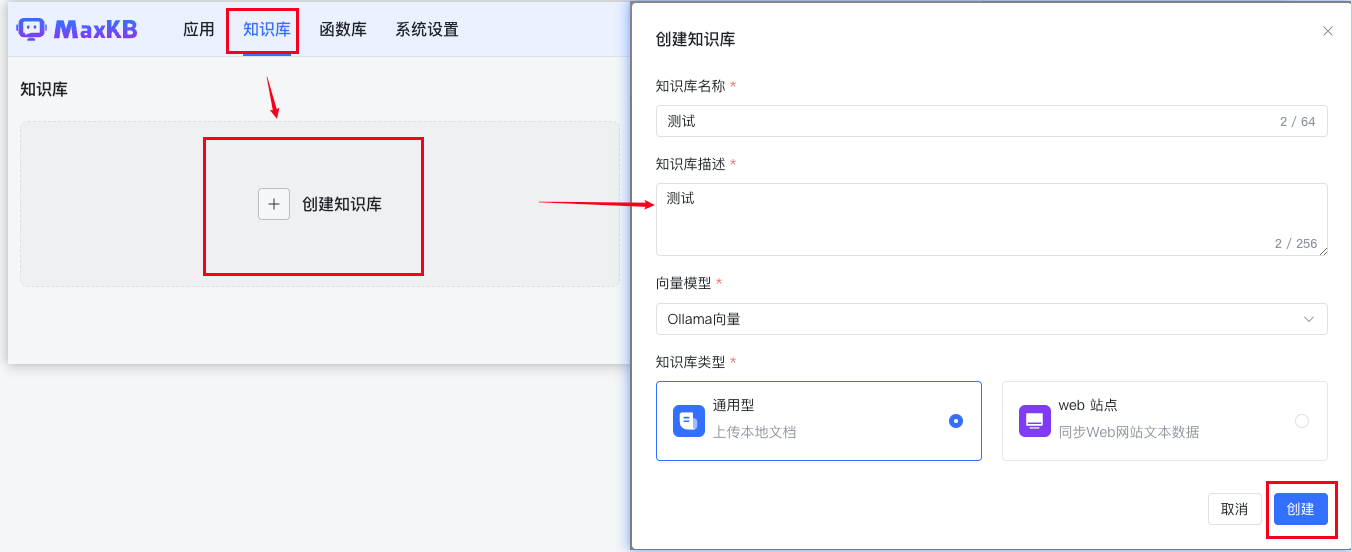 MaxKB 应用 知识库 函数库 系统设置
知识库
创建知识库
创建知识库
知识库名称 *
测试 2 / 64
知识库描述 *
测试
2 / 256
向量模型 *
Ollama向量
知识库类型 *
通用型
上传本地文档
web 站点
同步Web网站文本数据
取消 创建